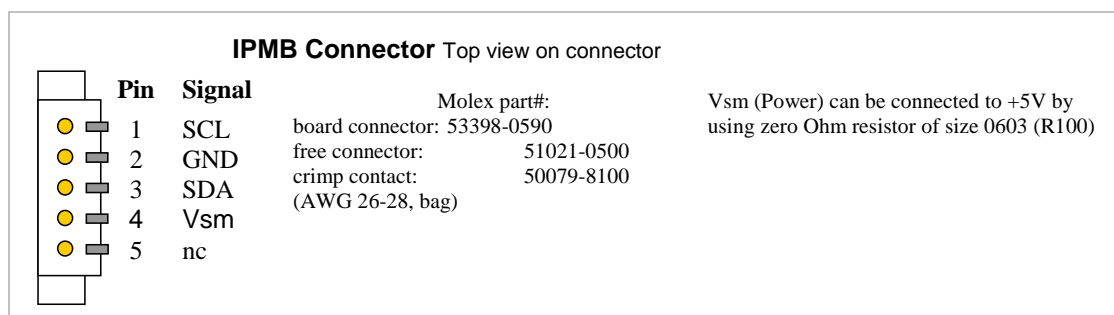 IPMB Connector Top view on connector
Pin Signal
1 SCL
2 GND
3 SDA
4 Vsm
5 nc
Molex part#:
board connector: 53398-0590
free connector: 51021-0500
crimp contact: 50079-8100
(AWG 26-28, bag)
Vsm (Power) can be connected to +5V by
using zero Ohm resistor of size 0603 (R100)